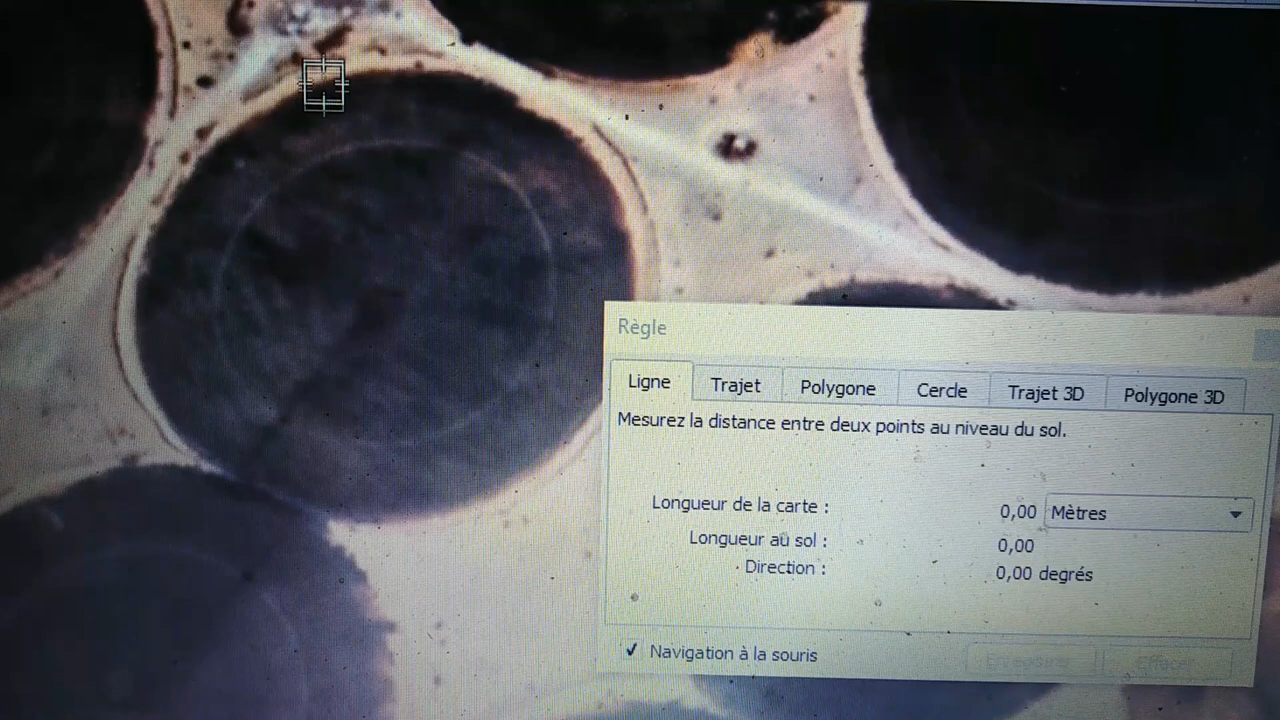 Règle
Ligne Trajet Polygone Cercle Trajet 3D Polygone 3D
Mesurez la distance entre deux points au niveau du sol.
Longueur de la carte : 0,00 Mètres
Longueur au sol : 0,00
Direction : 0,00 degrés
Navigation à la souris Enregistrer Effacer